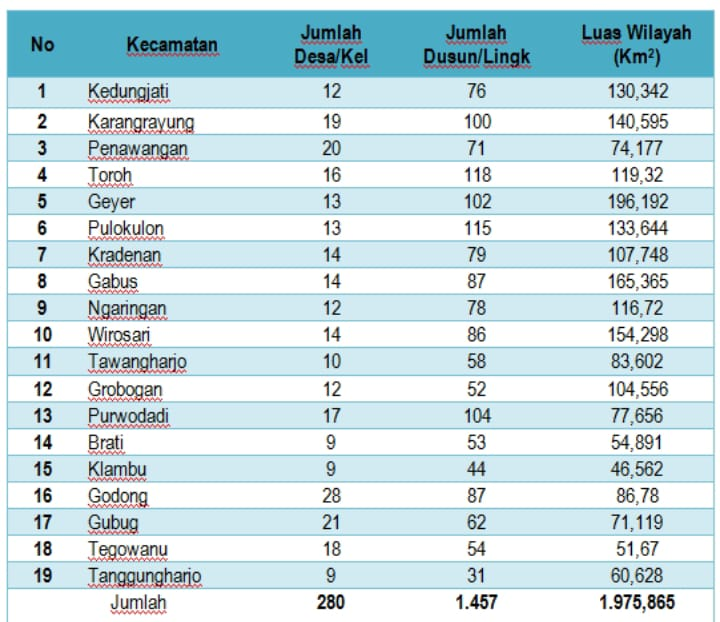 No Kecamatan Jumlah Desa/Kel Jumlah Dusun/Lingk Luas Wilayah (Km²)
1 Kedungjati 12 76 130,342
2 Karangrayung 19 100 140,595
3 Penawangan 20 71 74,177
4 Toroh 16 118 119,32
5 Geyer 13 102 196,192
6 Pulokulon 13 115 133,644
7 Kradenan 14 79 107,748
8 Gabus 14 87 165,365
9 Ngaringan 12 78 116,72
10 Wirosari 14 86 154,298
11 Tawangharjo 10 58 83,602
12 Grobogan 12 52 104,556
13 Purwodadi 17 104 77,656
14 Brati 9 53 54,891
15 Klambu 9 44 46,562
16 Godong 28 87 86,78
17 Gubug 21 62 71,119
18 Tegowanu 18 54 51,67
19 Tanggungharjo 9 31 60,628
Jumlah 280 1.457 1.975,865